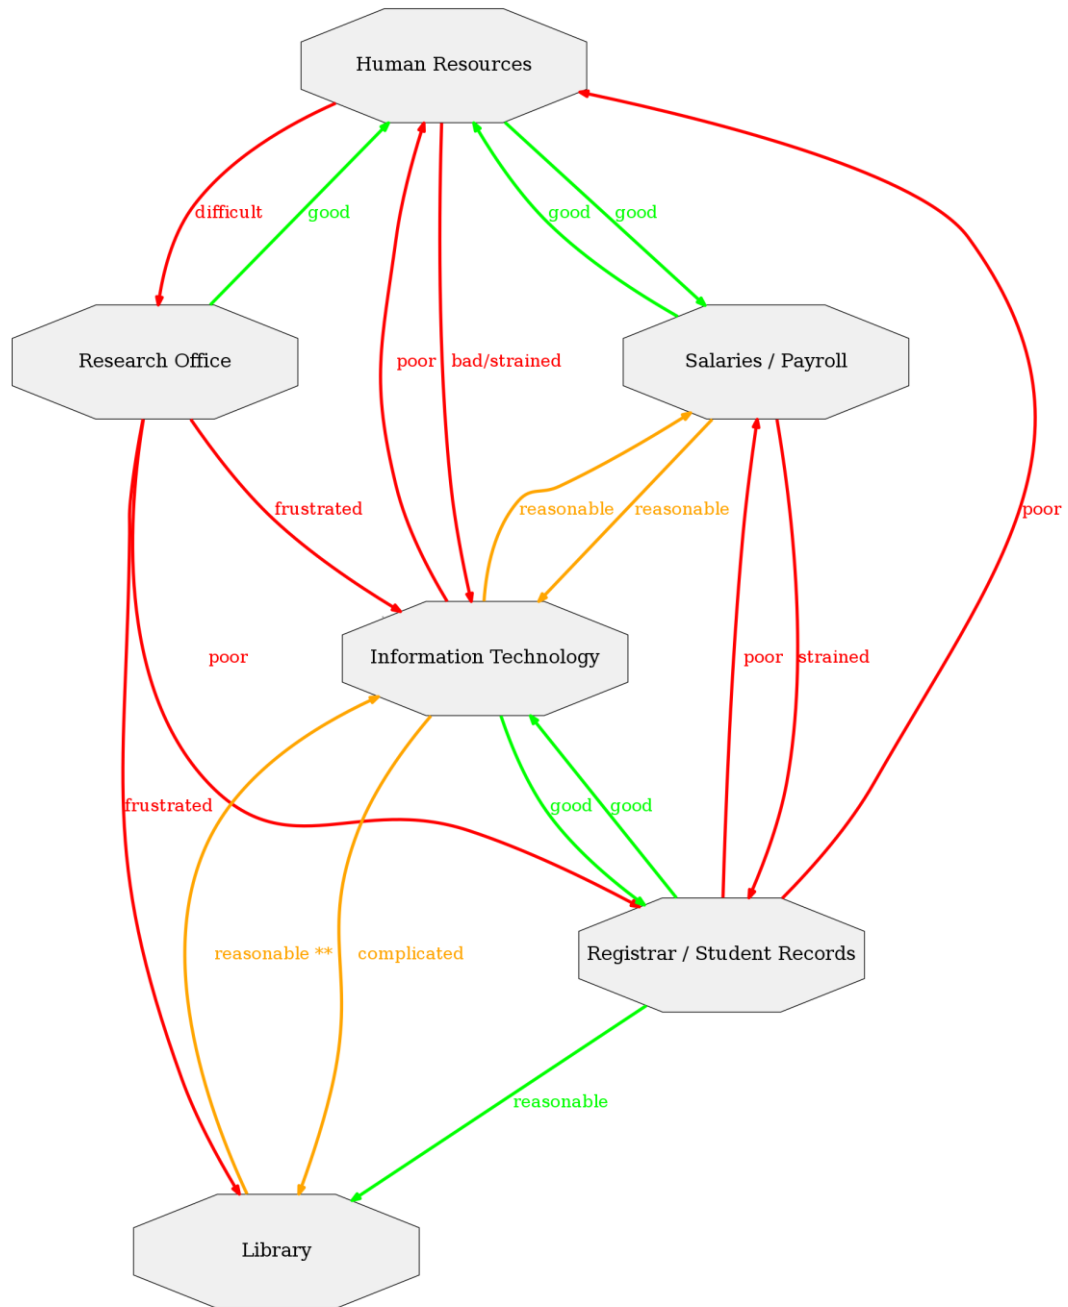 Human Resources
difficult
good
good
good
Research Office
poor
bad/strained
Salaries / Payroll
frustrated
reasonable
reasonable
poor
poor
Information Technology
poor
strained
frustrated
good
good
reasonable **
complicated
Registrar / Student Records
reasonable
Library